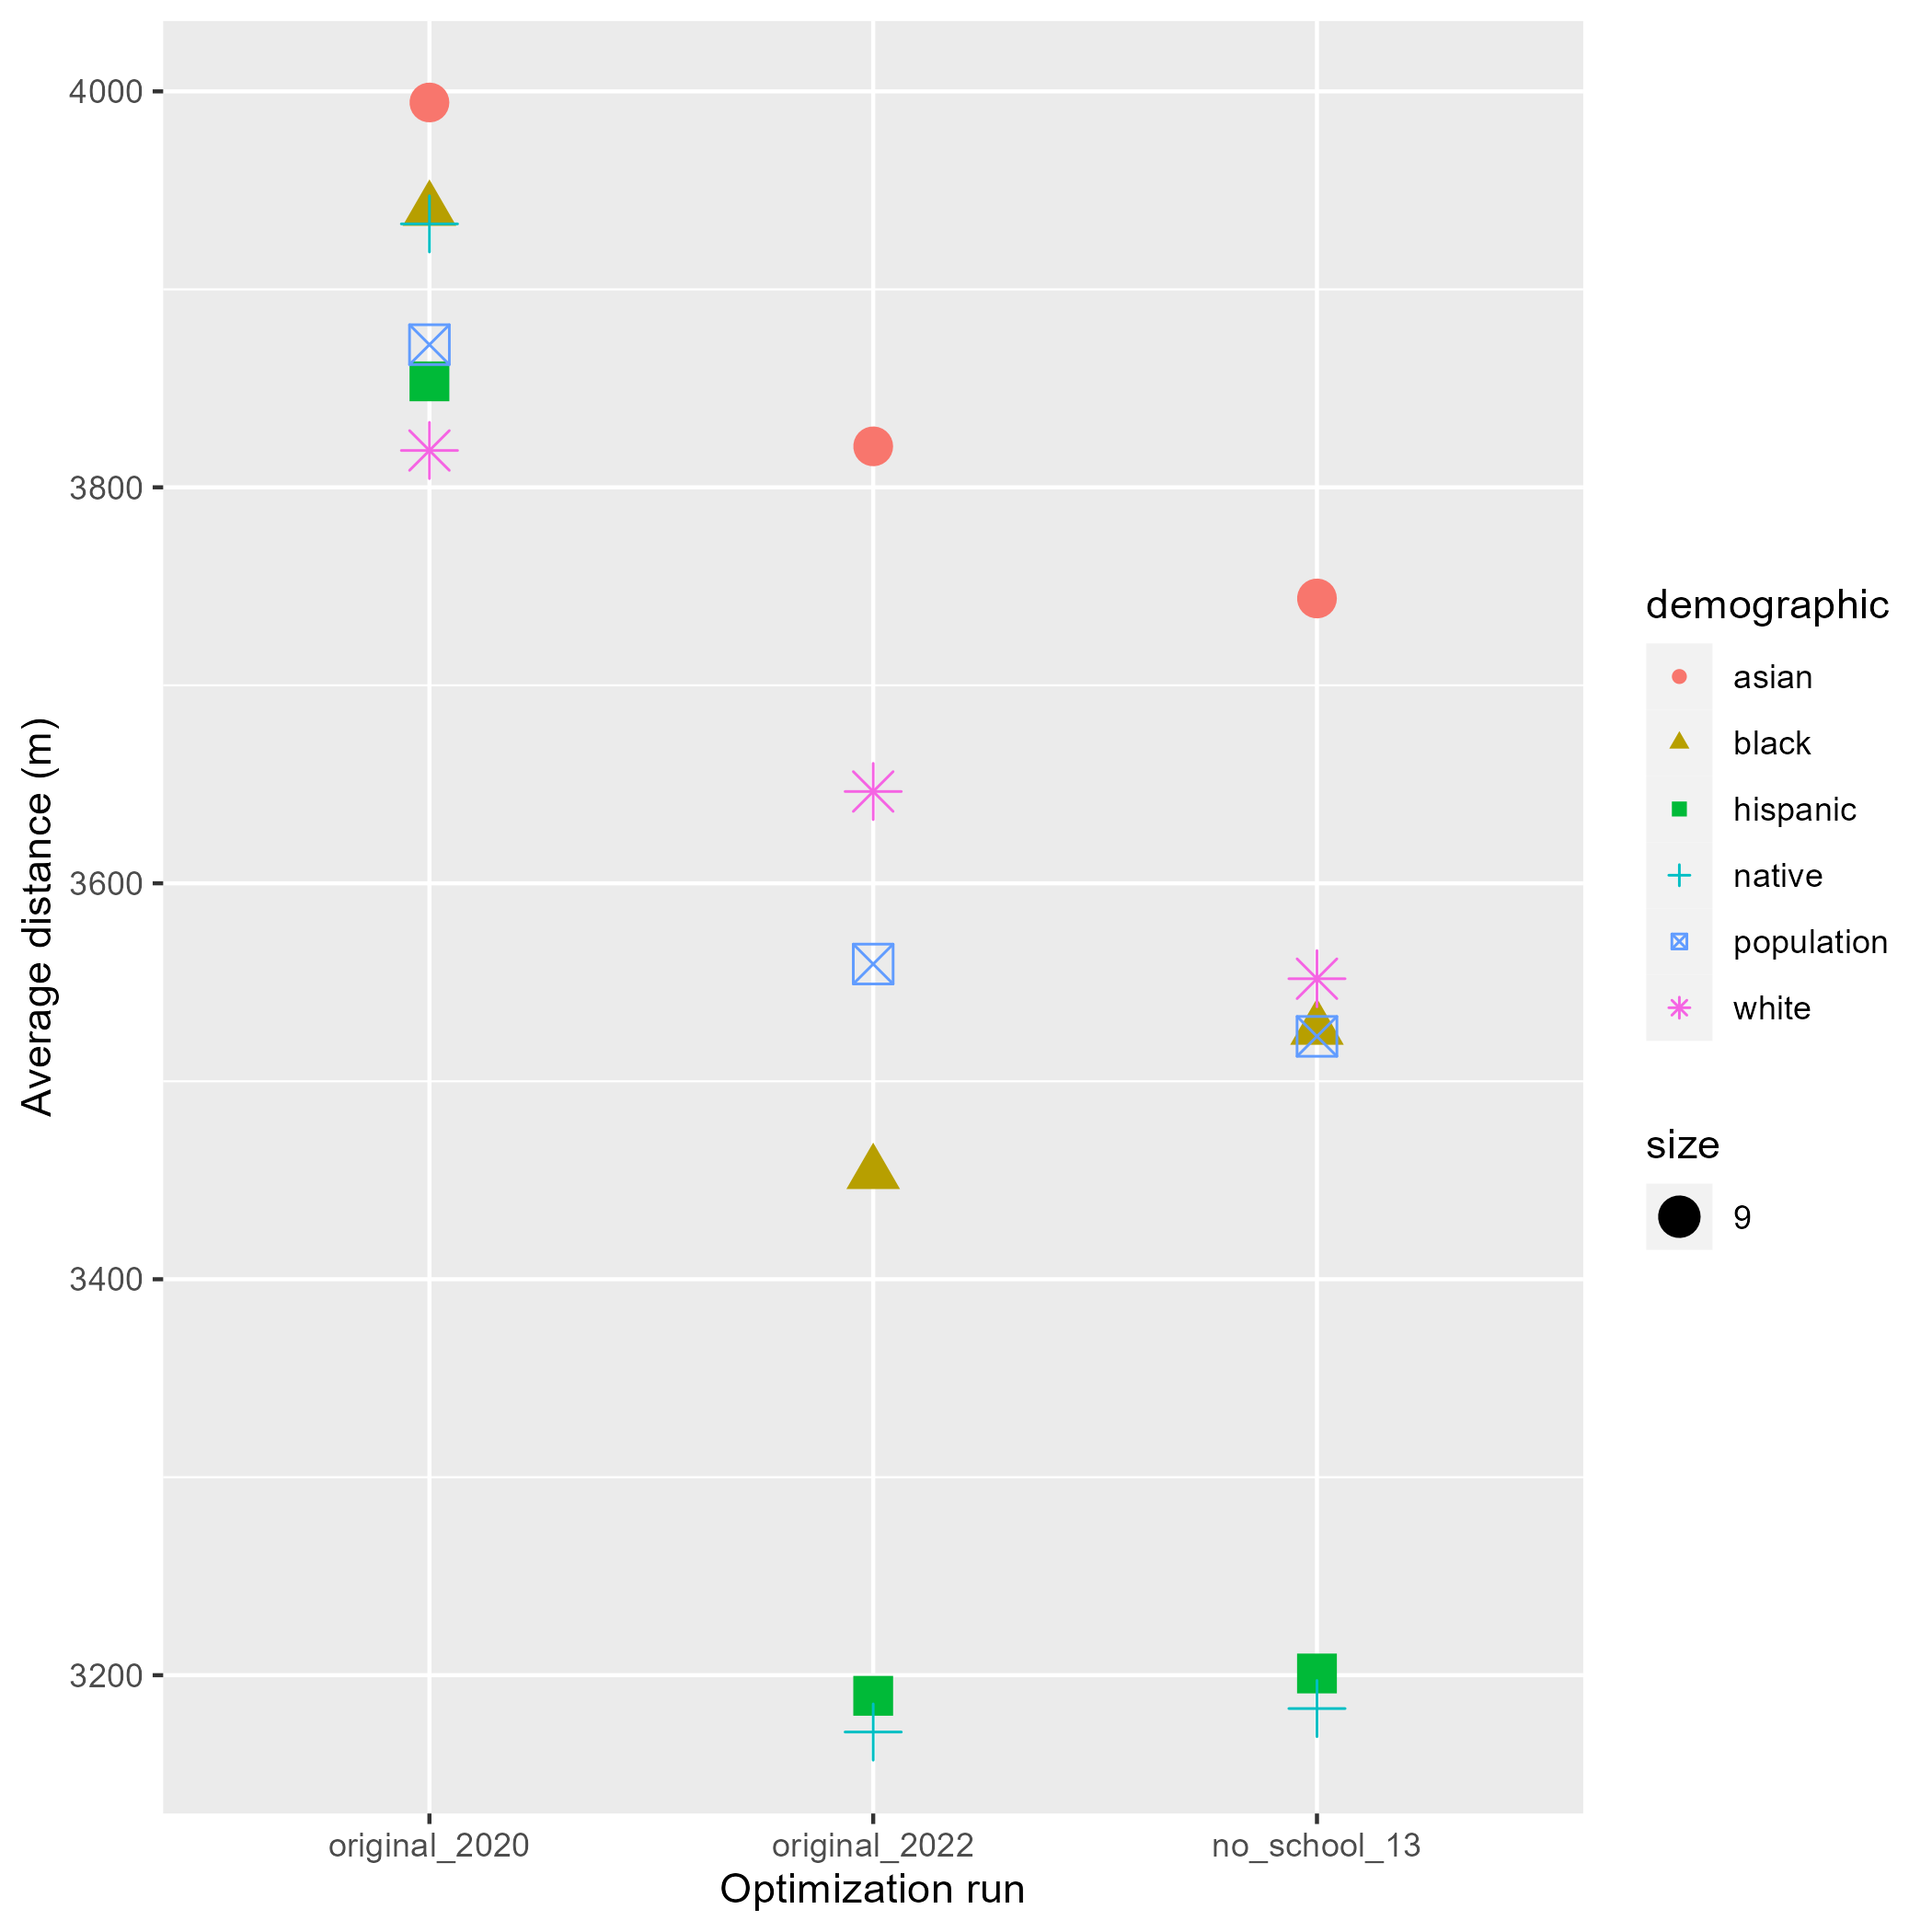 Average distance (m)
4000
3800
3600
3400
3200
original_2020
original_2022
no_school_13
Optimization run
demographic
asian
black
hispanic
native
population
white
size
9